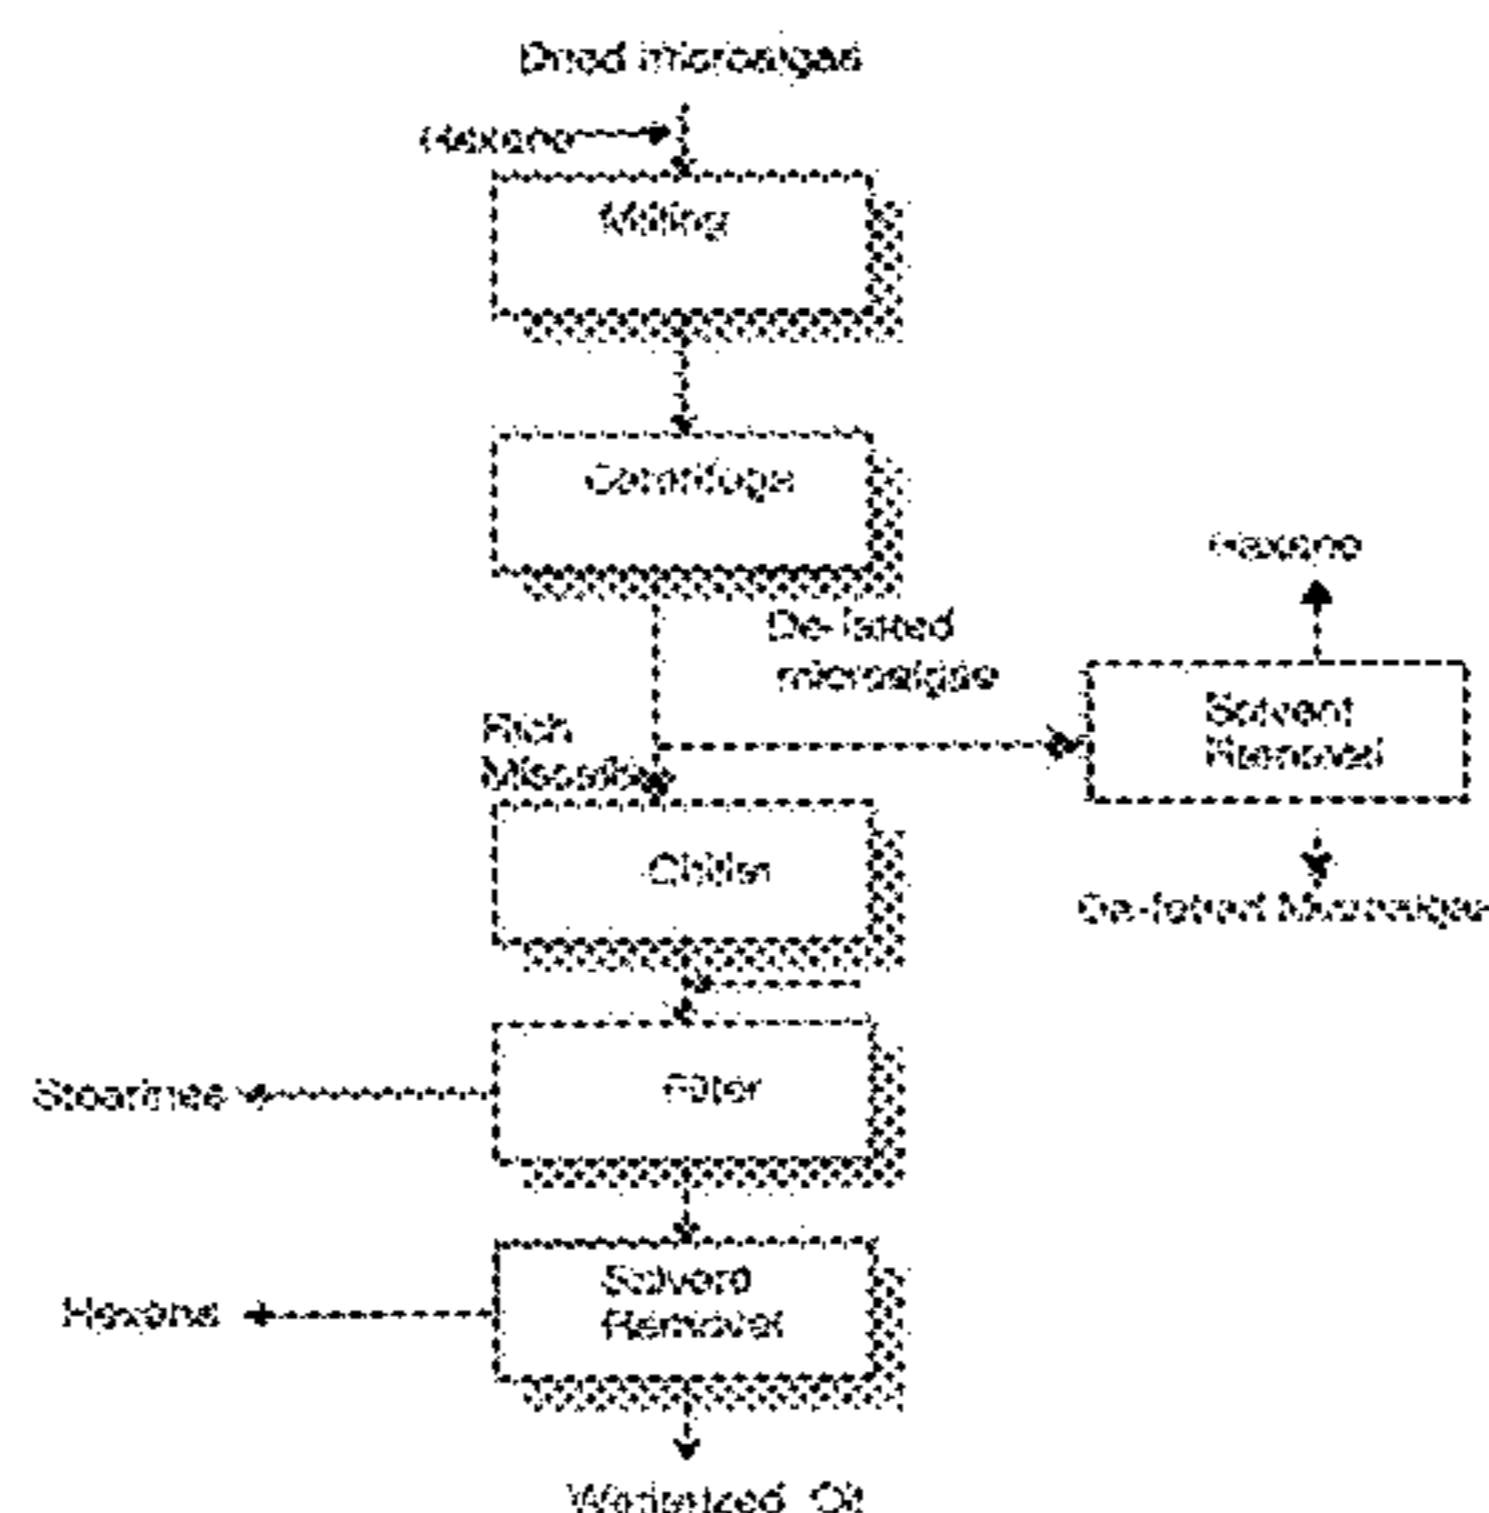 Dried microalgae
Hexane
Milling
Centrifuge
Hexane
De-fatted
microalgae
Solvent
Removal
Rich
Miscella
Chiller
De-fatted Microalgae
Stearines
Filter
Solvent
Removal
Hexane
Winterized Oil